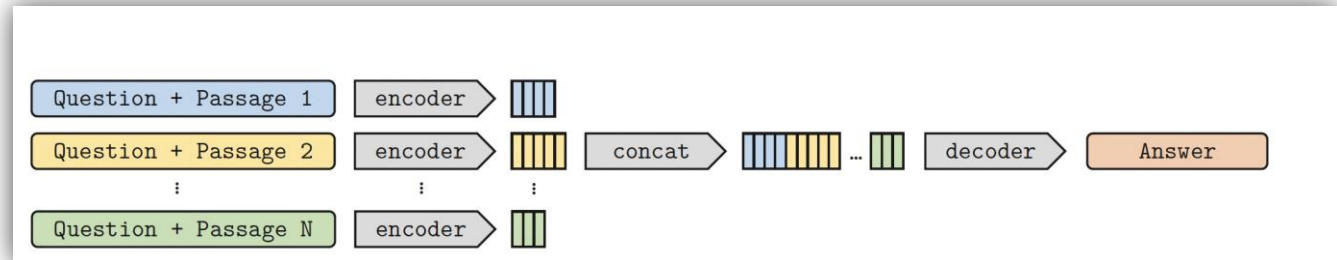 Question + Passage 1 encoder
Question + Passage 2 encoder concat … decoder Answer
⋮ ⋮ ⋮
Question + Passage N encoder